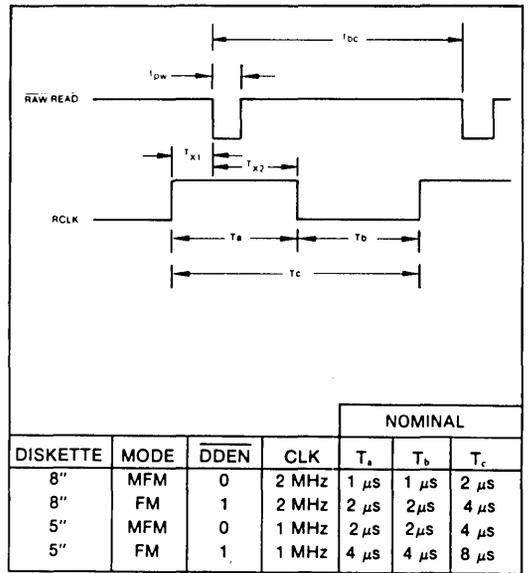 tbc
tpw
RAW READ
Tx1
Tx2
RCLK
Ta
Tb
Tc
NOMINAL
DISKETTE MODE DDEN CLK Ta Tb Tc
8″ MFM 0 2 MHz 1 μs 1 μs 2 μs
8″ FM 1 2 MHz 2 μs 2μs 4 μs
5″ MFM 0 1 MHz 2μs 2μs 4 μs
5″ FM 1 1 MHz 4 μs 4 μs 8 μs